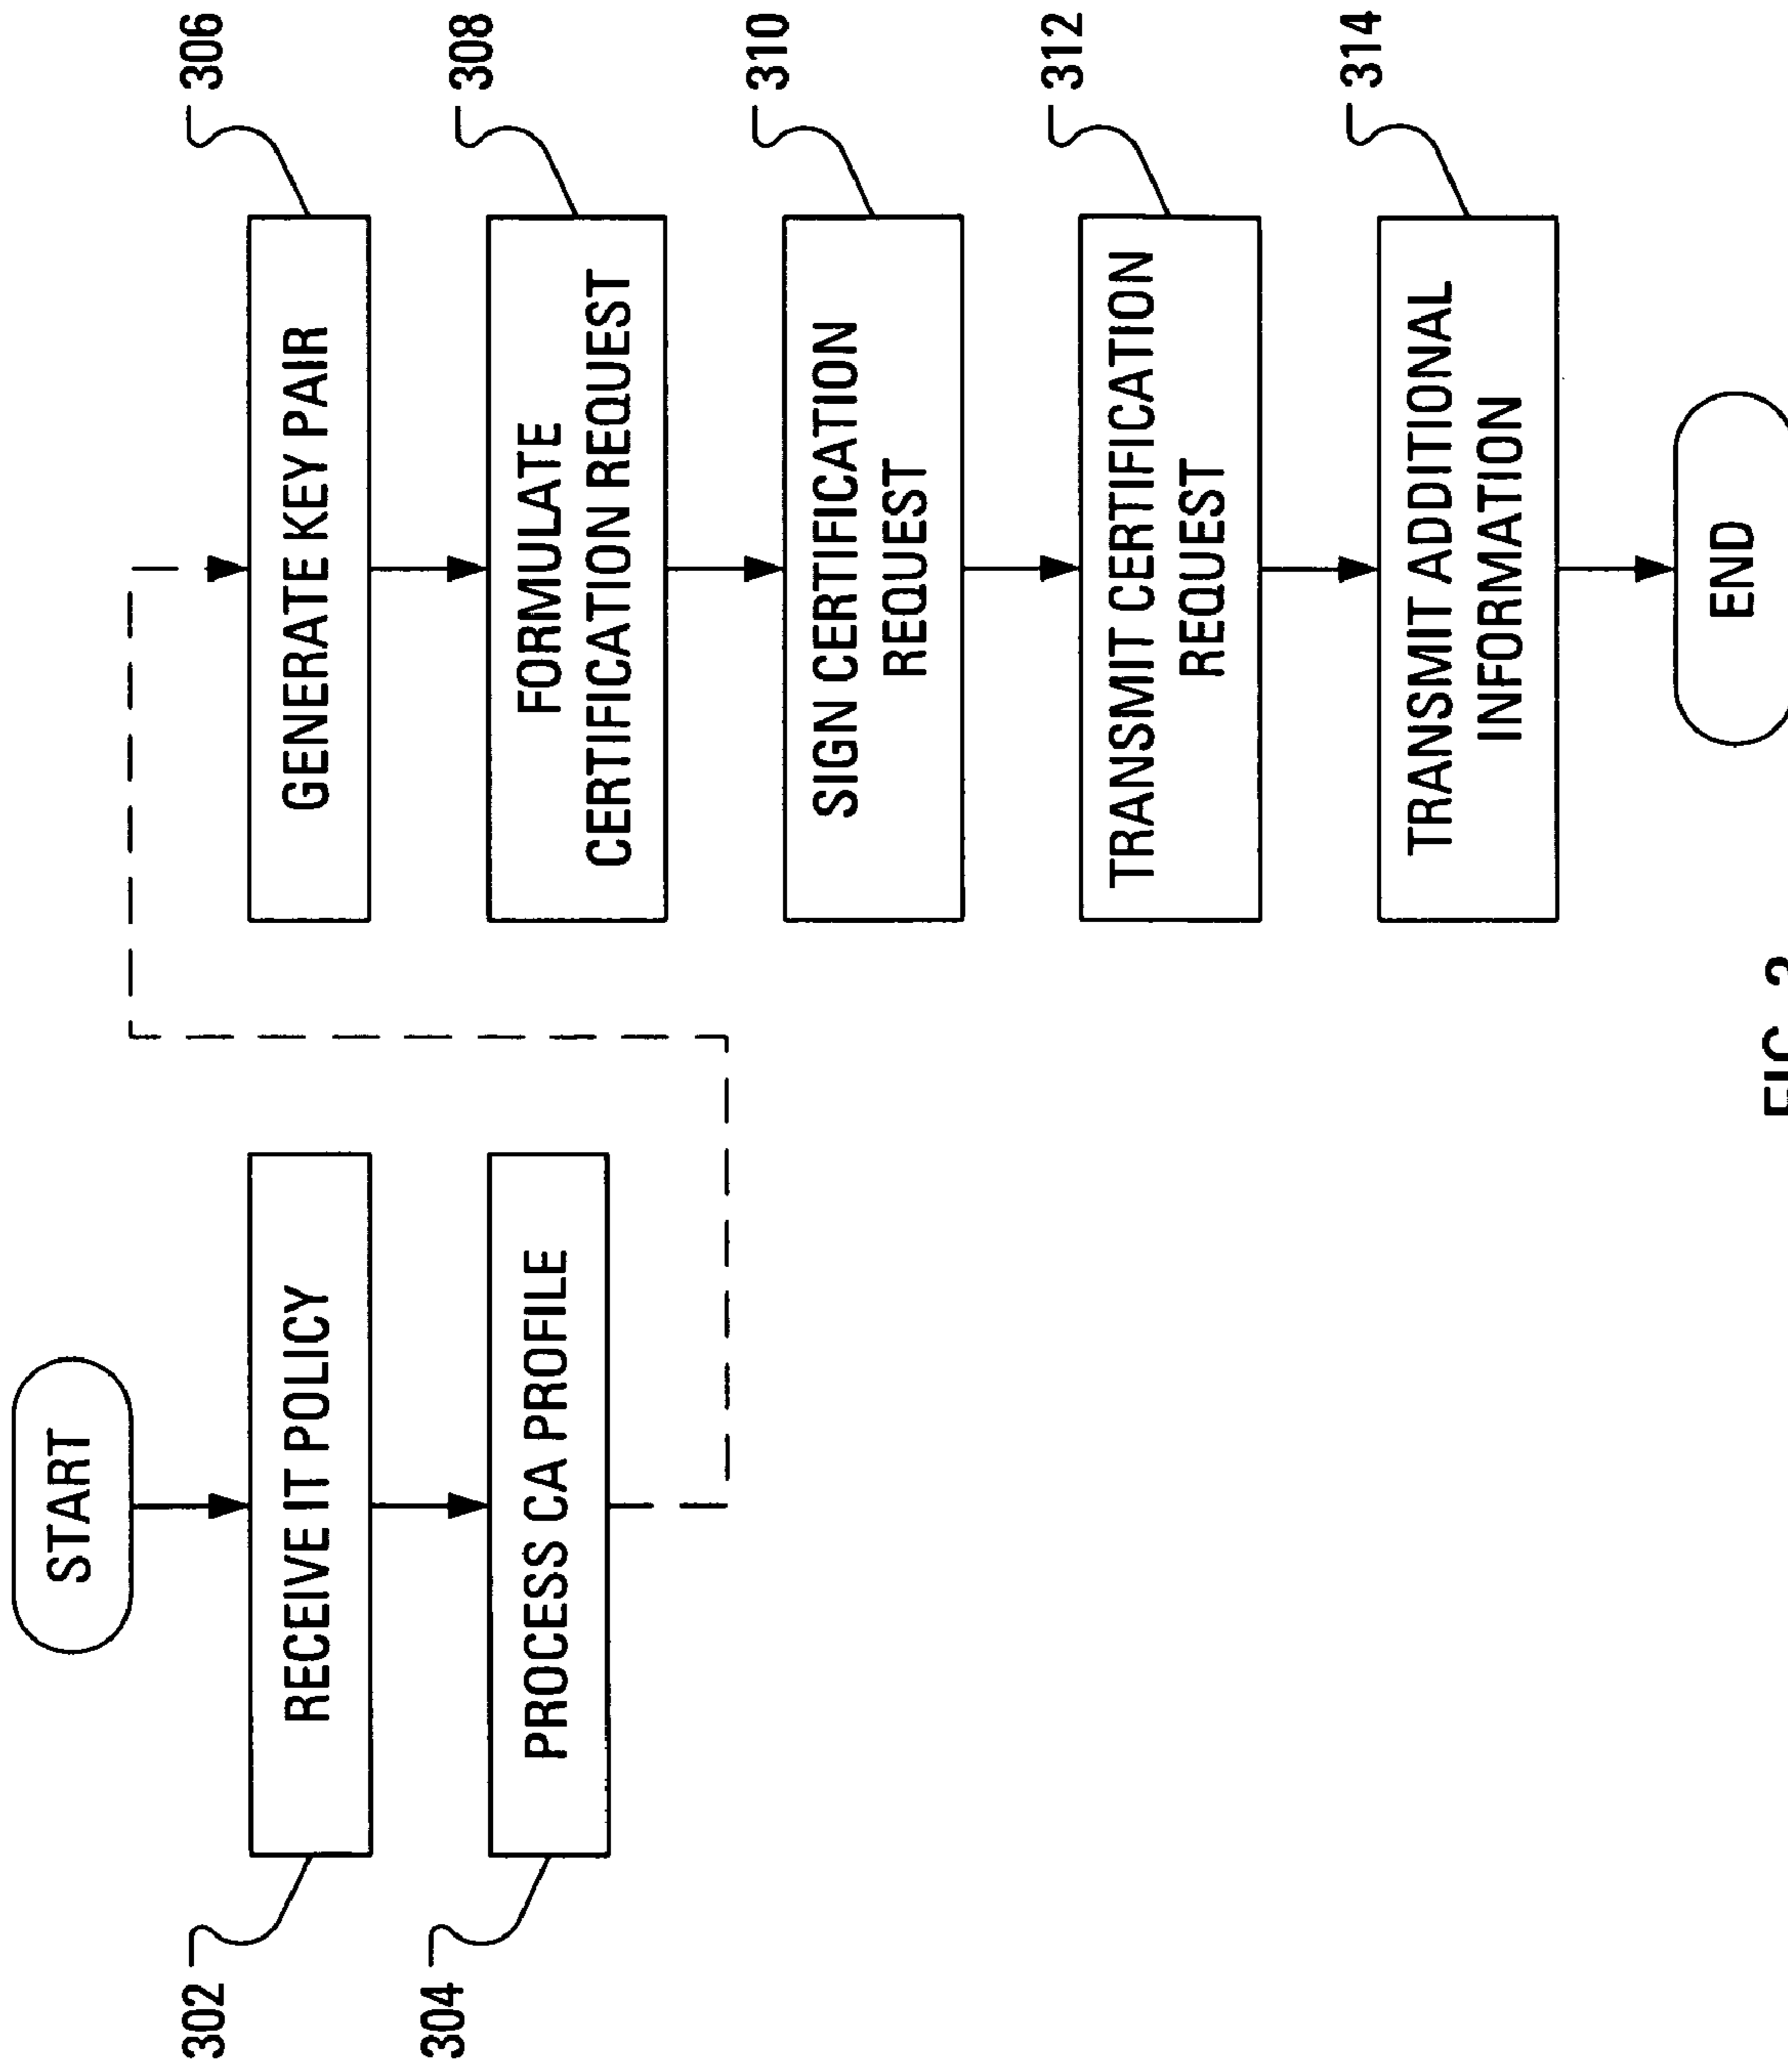 START
302
RECEIVE IT POLICY
304
PROCESS CA PROFILE
306
GENERATE KEY PAIR
308
FORMULATE
CERTIFICATION REQUEST
310
SIGN CERTIFICATION
REQUEST
312
TRANSMIT CERTIFICATION
REQUEST
314
TRANSMIT ADDITIONAL
INFORMATION
END
FIG.